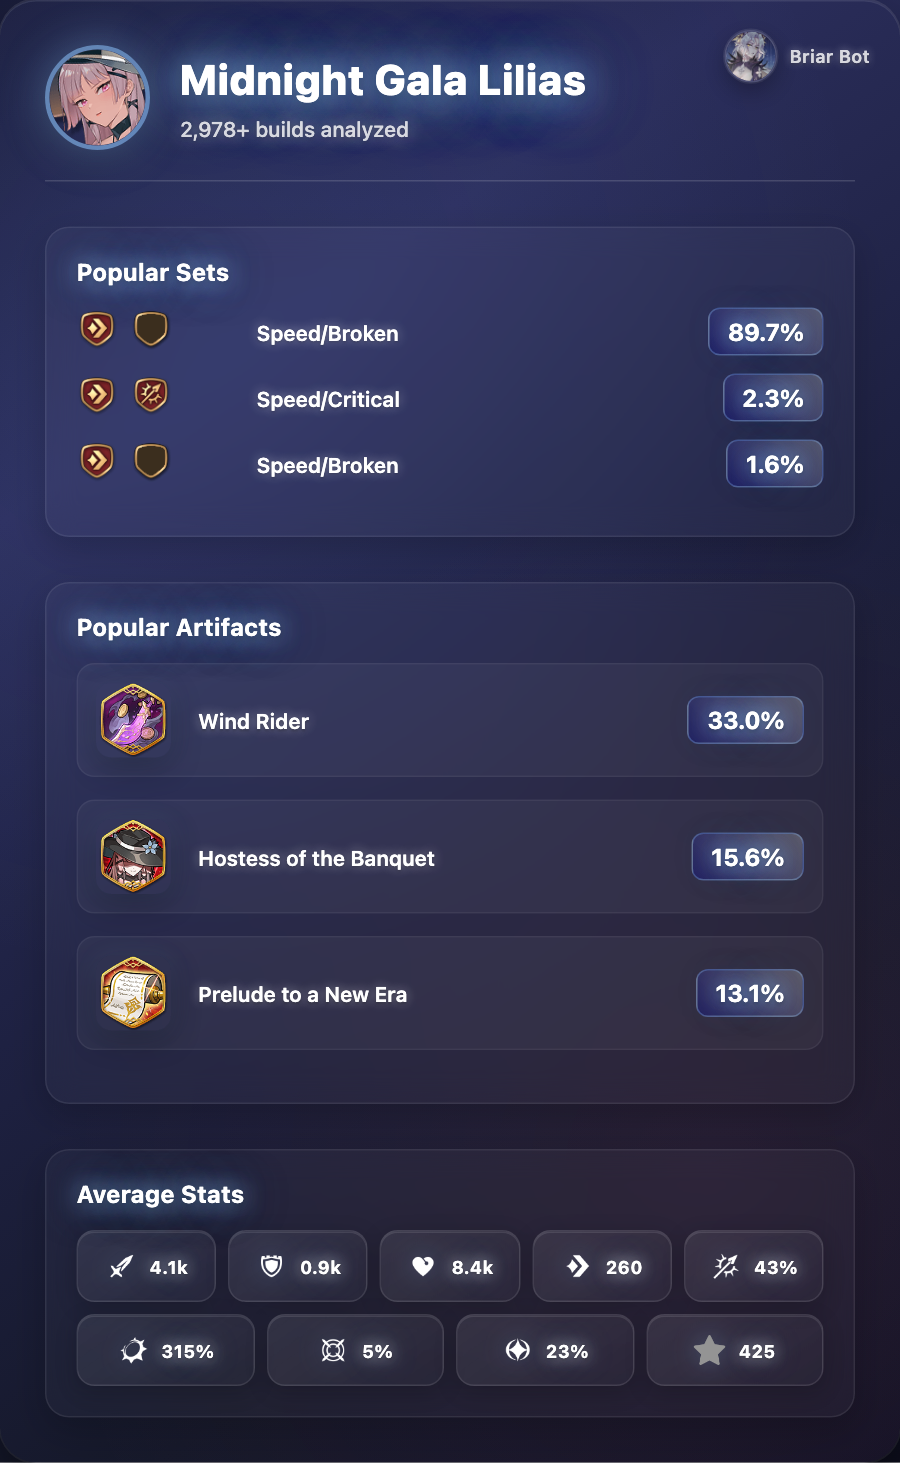 Midnight Gala Lilias
2,978+ builds analyzed
Briar Bot
Popular Sets
Speed/Broken 89.7%
Speed/Critical 2.3%
Speed/Broken 1.6%
Popular Artifacts
Wind Rider 33.0%
Hostess of the Banquet 15.6%
Prelude to a New Era 13.1%
Average Stats
4.1k 0.9k 8.4k 260 43%
315% 5% 23% 425